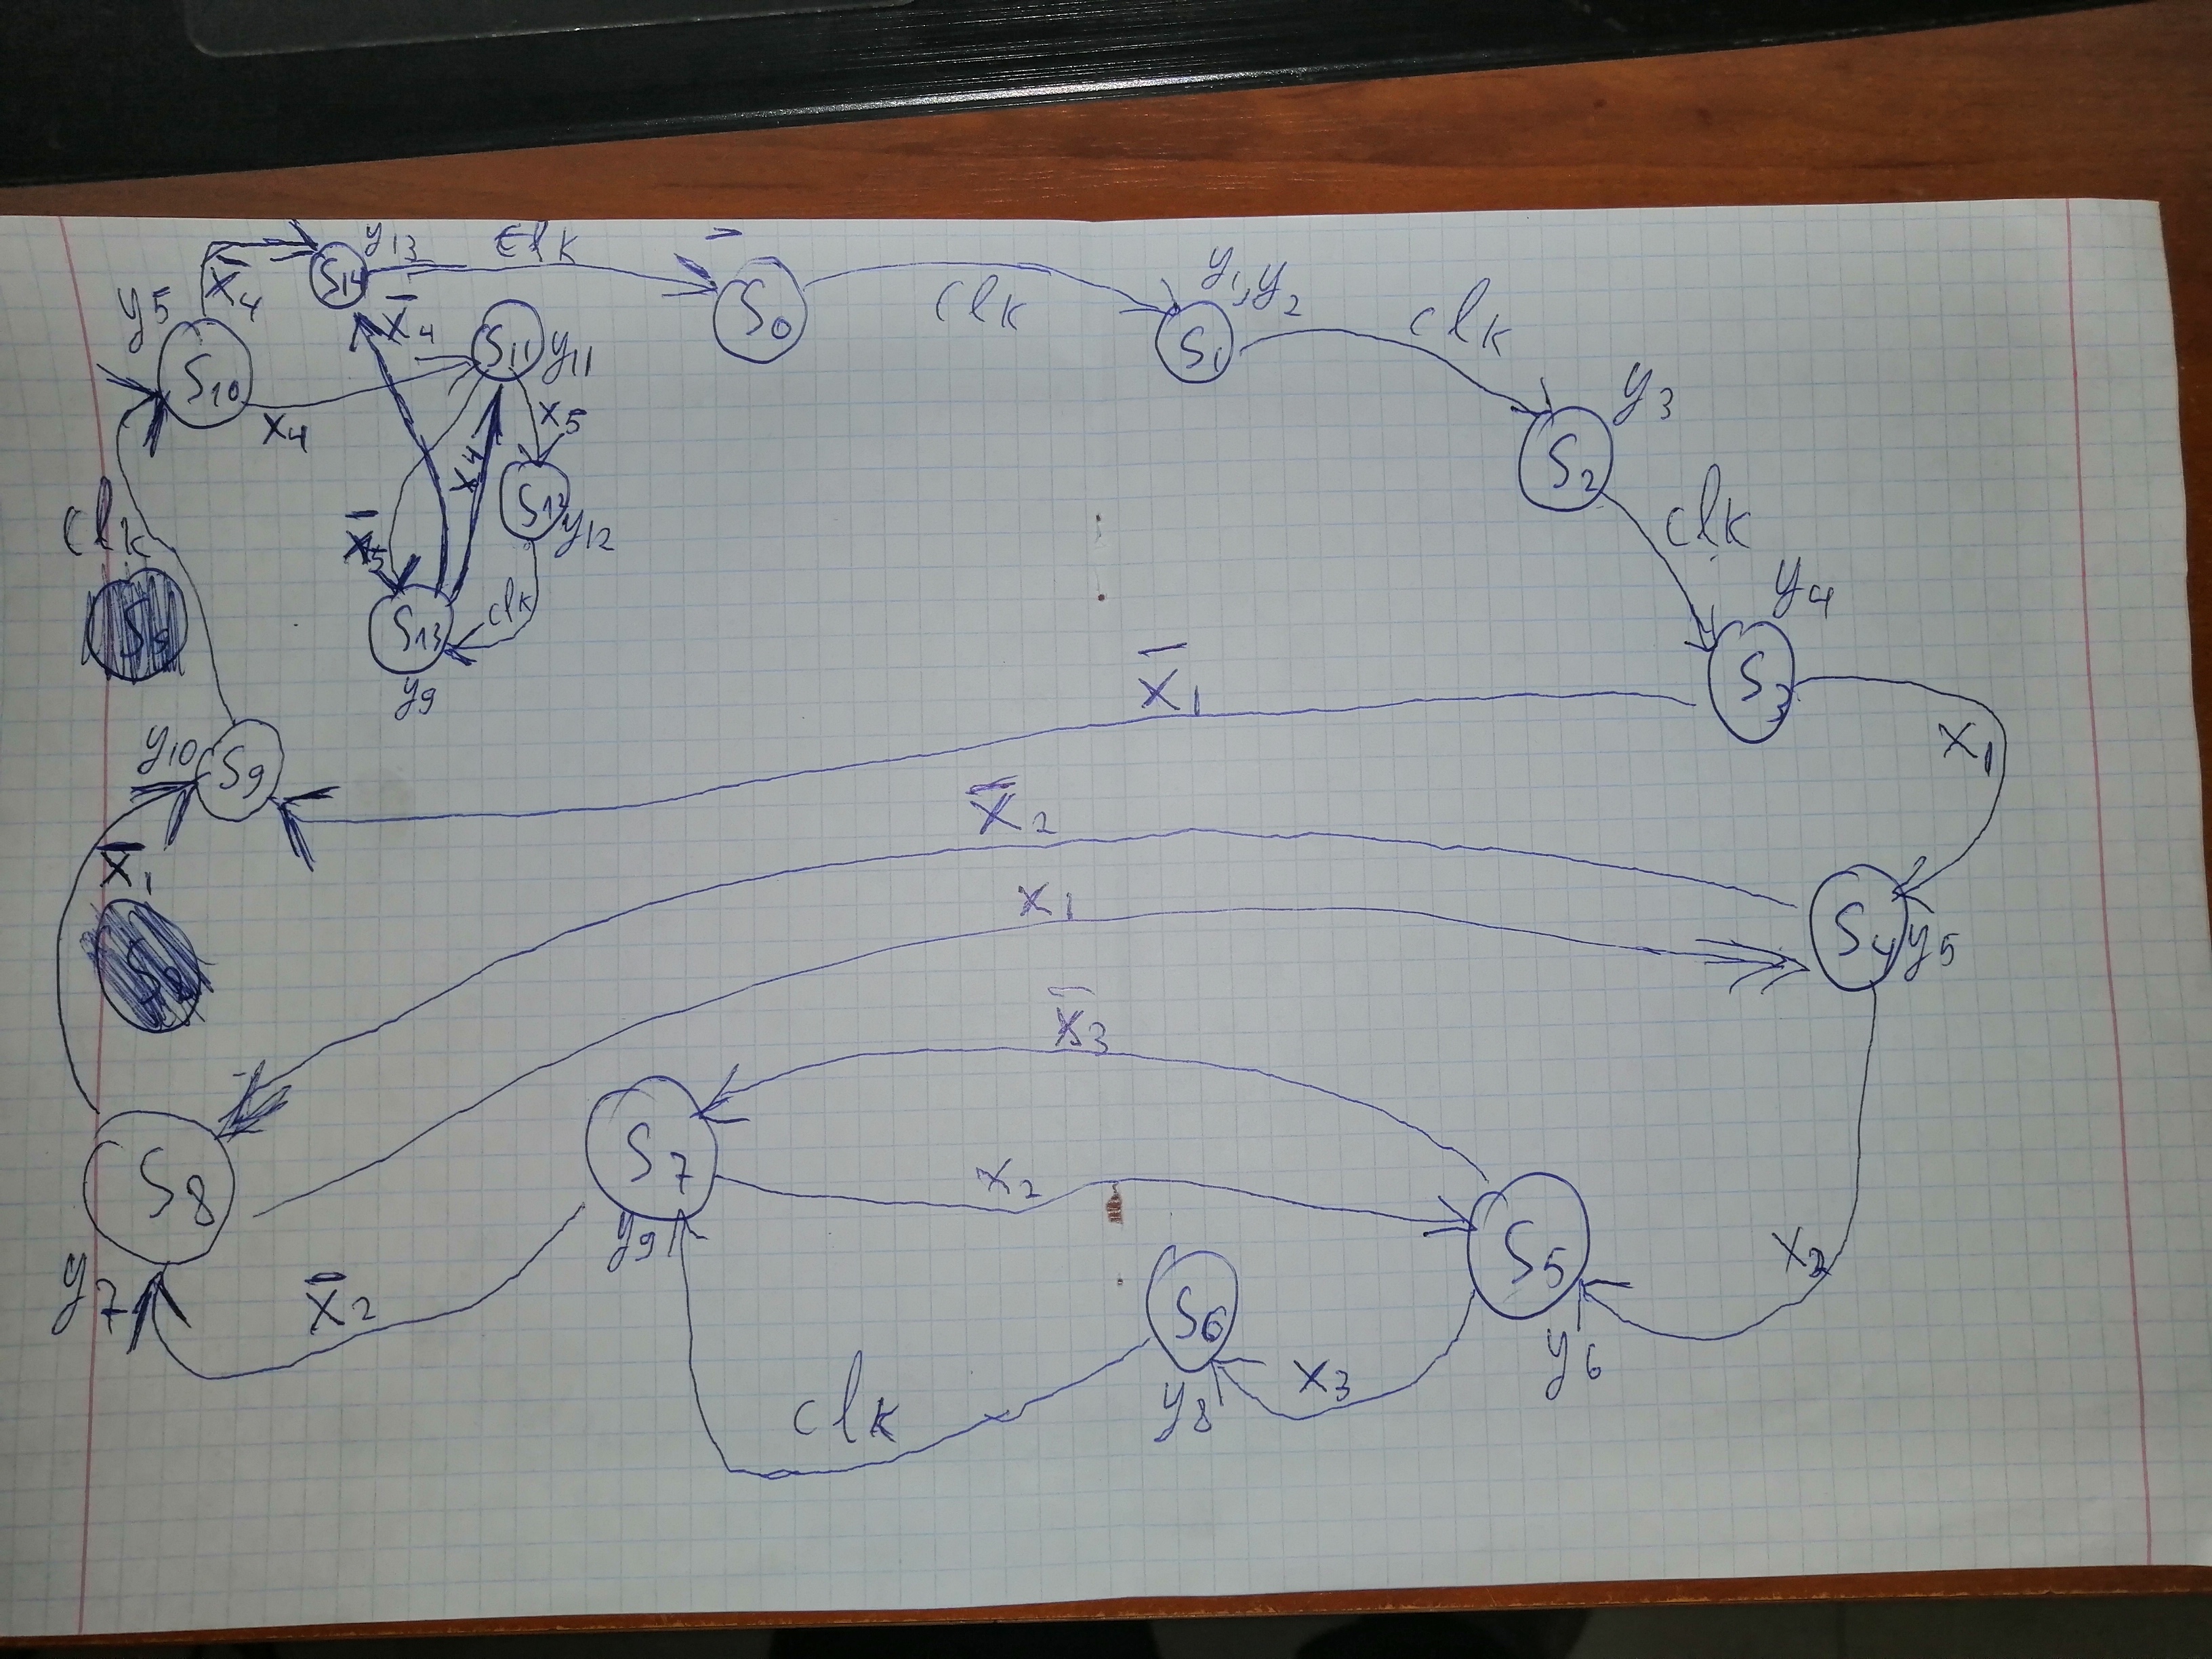 y13
clk
x̄4
S14
y1,y2
y5
S0
clk
S1
clk
x̄4
S11
y11
S10
x4
x5
y3
S2
x4
S12
y12
clk
clk
x̄5
clk
S13
y9
y4
S3
x̄1
x1
y10
S9
x̄2
x̄1
x1
S4
y5
x̄3
S8
S7
x2
y9
S5
x2
y7
x̄2
S6
y6
x3
y8
clk